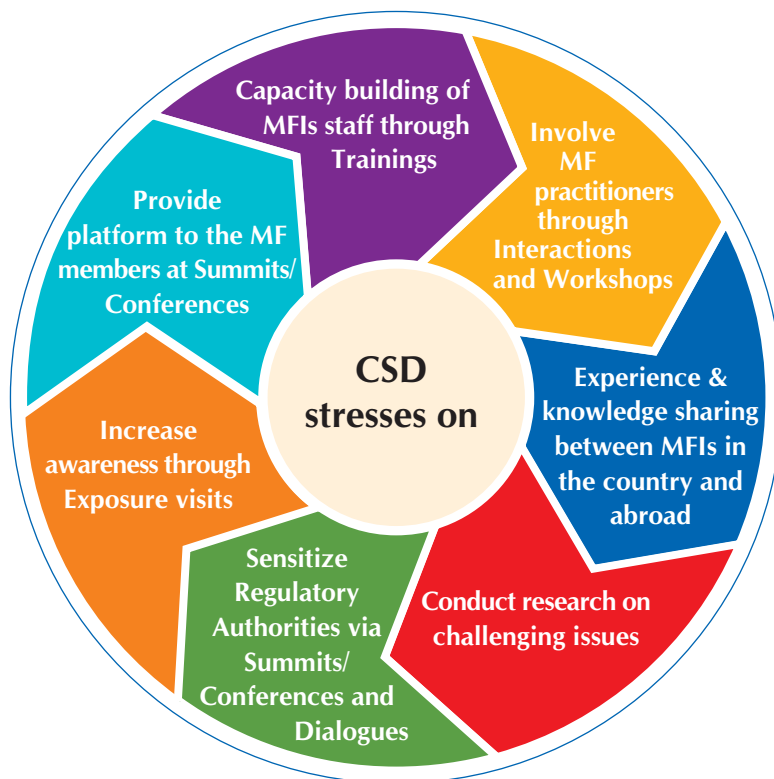 CSD
stresses on
Capacity building of
MFIs staff through
Trainings
Involve
MF
practitioners
through
Interactions
and Workshops
Experience &
knowledge sharing
between MFIs in
the country and
abroad
Conduct research on
challenging issues
Sensitize
Regulatory
Authorities via
Summits/
Conferences and
Dialogues
Increase
awareness through
Exposure visits
Provide
platform to the MF
members at Summits/
Conferences